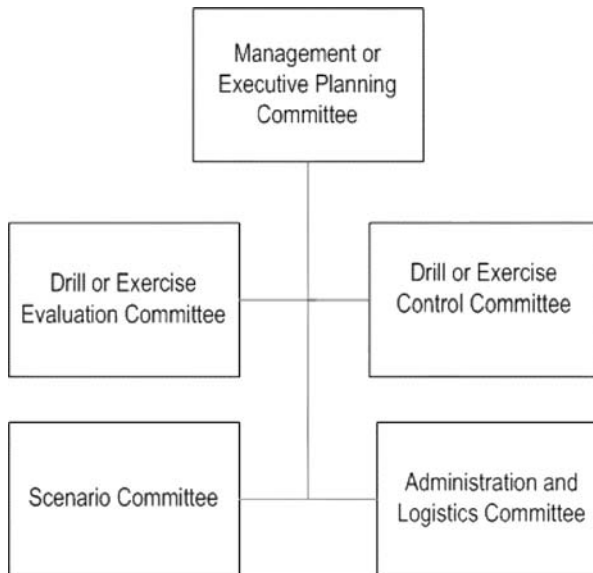 Management or
Executive Planning
Committee
Drill or Exercise
Evaluation Committee
Drill or Exercise
Control Committee
Scenario Committee
Administration and
Logistics Committee